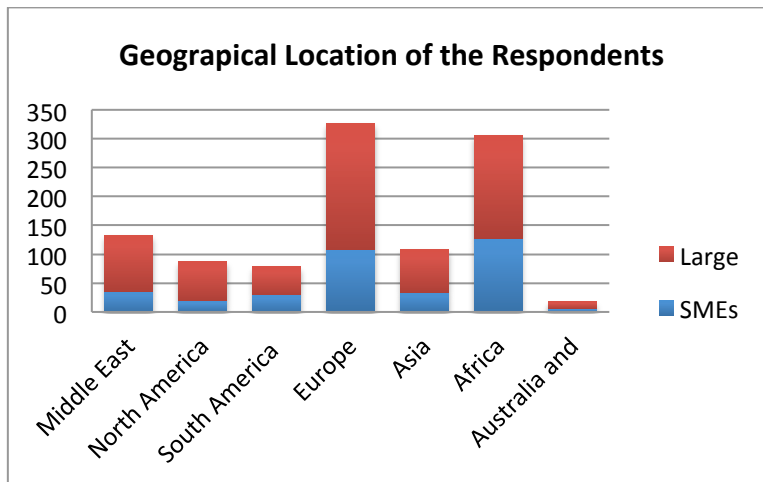 Geograpical Location of the Respondents
350
300
250
200
150
100
50
0
Large
SMEs
Middle East
North America
South America
Europe
Asia
Africa
Australia and